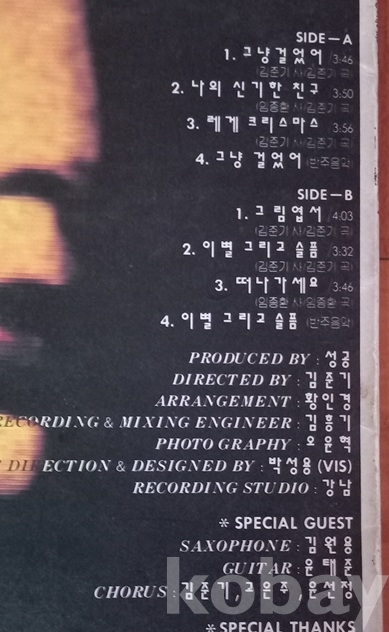 SIDE－A
1. 그냥걸었어 /3:46
(김준기 사/김준기 곡)
2. 나의 신기한 친구 /3:50
(임종환 사/김준기 곡)
3. 레게 크리스마스 /3:56
(김준기 사/김준기 곡)
4. 그냥 걸었어 (반주음악)
SIDE－B
1. 그림엽서 /4:03
(김준기 사/김준기 곡)
2. 이별 그리고 슬픔 /3:32
(김준기 사/김준기 곡)
3. 떠나가세요 /3:46
(임종환 사/임종환 곡)
4. 이별 그리고 슬픔 (반주음악)
PRODUCED BY : 성공
DIRECTED BY : 김준기
ARRANGEMENT : 황인경
RECORDING & MIXING ENGINEER : 김홍기
PHOTO GRAPHY : 오윤혁
DIRECTION & DESIGNED BY : 박성용 (VIS)
RECORDING STUDIO : 강남
* SPECIAL GUEST
SAXOPHONE : 김원용
GUITAR : 윤태준
CHORUS : 김준기, 고은주, 윤선정
kobay
* SPECIAL THANKS